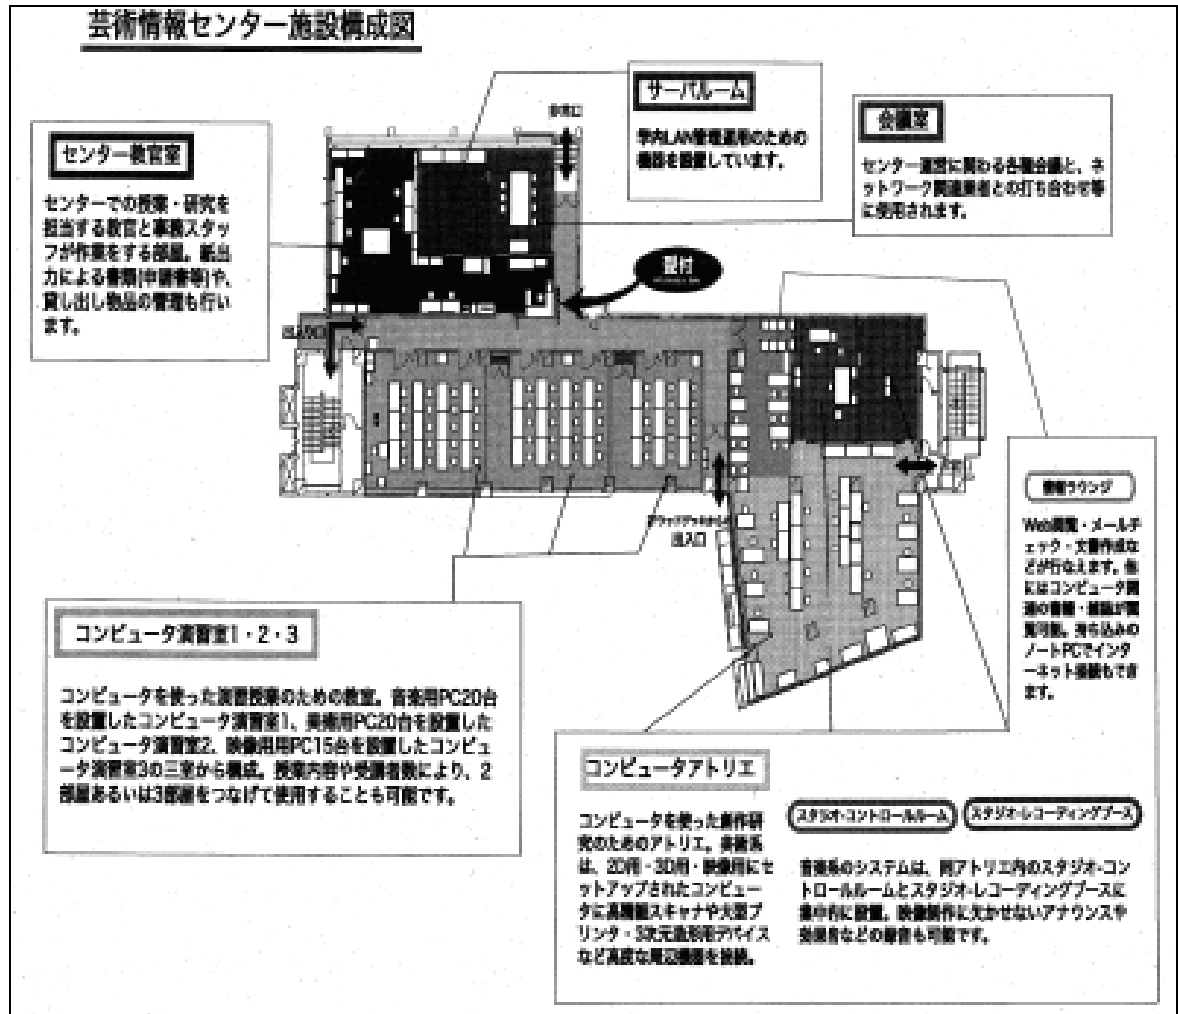 芸術情報センター施設構成図
サーバルーム
学内LAN管理運用のための
機器を設置しています。
会議室
センター運営に関わる各種会議と、ネ
ットワーク関連業者との打ち合わせ等
に使用されます。
センター教官室
センターでの授業・研究を
担当する教官と事務スタッ
フが作業をする部屋。紙出
力による書類(申請書等)や、
貸し出し物品の管理も行い
ます。
非常口
受付
出入り口
出入口
情報ラウンジ
Web閲覧・メールチ
ェック・文書作成な
どが行なえます。他
にはコンピュータ関
連の書籍・雑誌が閲
覧可能。持ち込みの
ノートPCでインタ
ーネット接続もでき
ます。
コンピュータ演習室1・2・3
コンピュータを使った演習授業のための教室。音楽用PC20台
を設置したコンピュータ演習室1、美術用PC20台を設置した
コンピュータ演習室2、映像用用PC15台を設置したコンピュ
ータ演習室3の三室から構成。授業内容や受講者数により、2
部屋あるいは3部屋をつなげて使用することも可能です。
コンピュータアトリエ
コンピュータを使った創作研
究のためのアトリエ。美術系
は、2D用・3D用・映像用にセ
ットアップされたコンピュー
タに高精細スキャナや大型プ
リンタ・3次元造形用デバイス
など高度な周辺機器を接続。
スタジオ・コントロールルーム
スタジオ・レコーディングブース
音楽系のシステムは、同アトリエ内のスタジオ・コン
トロールルームとスタジオ・レコーディングブースに
集中的に設置。映像制作に欠かせないアナウンスや
効果音などの録音も可能です。